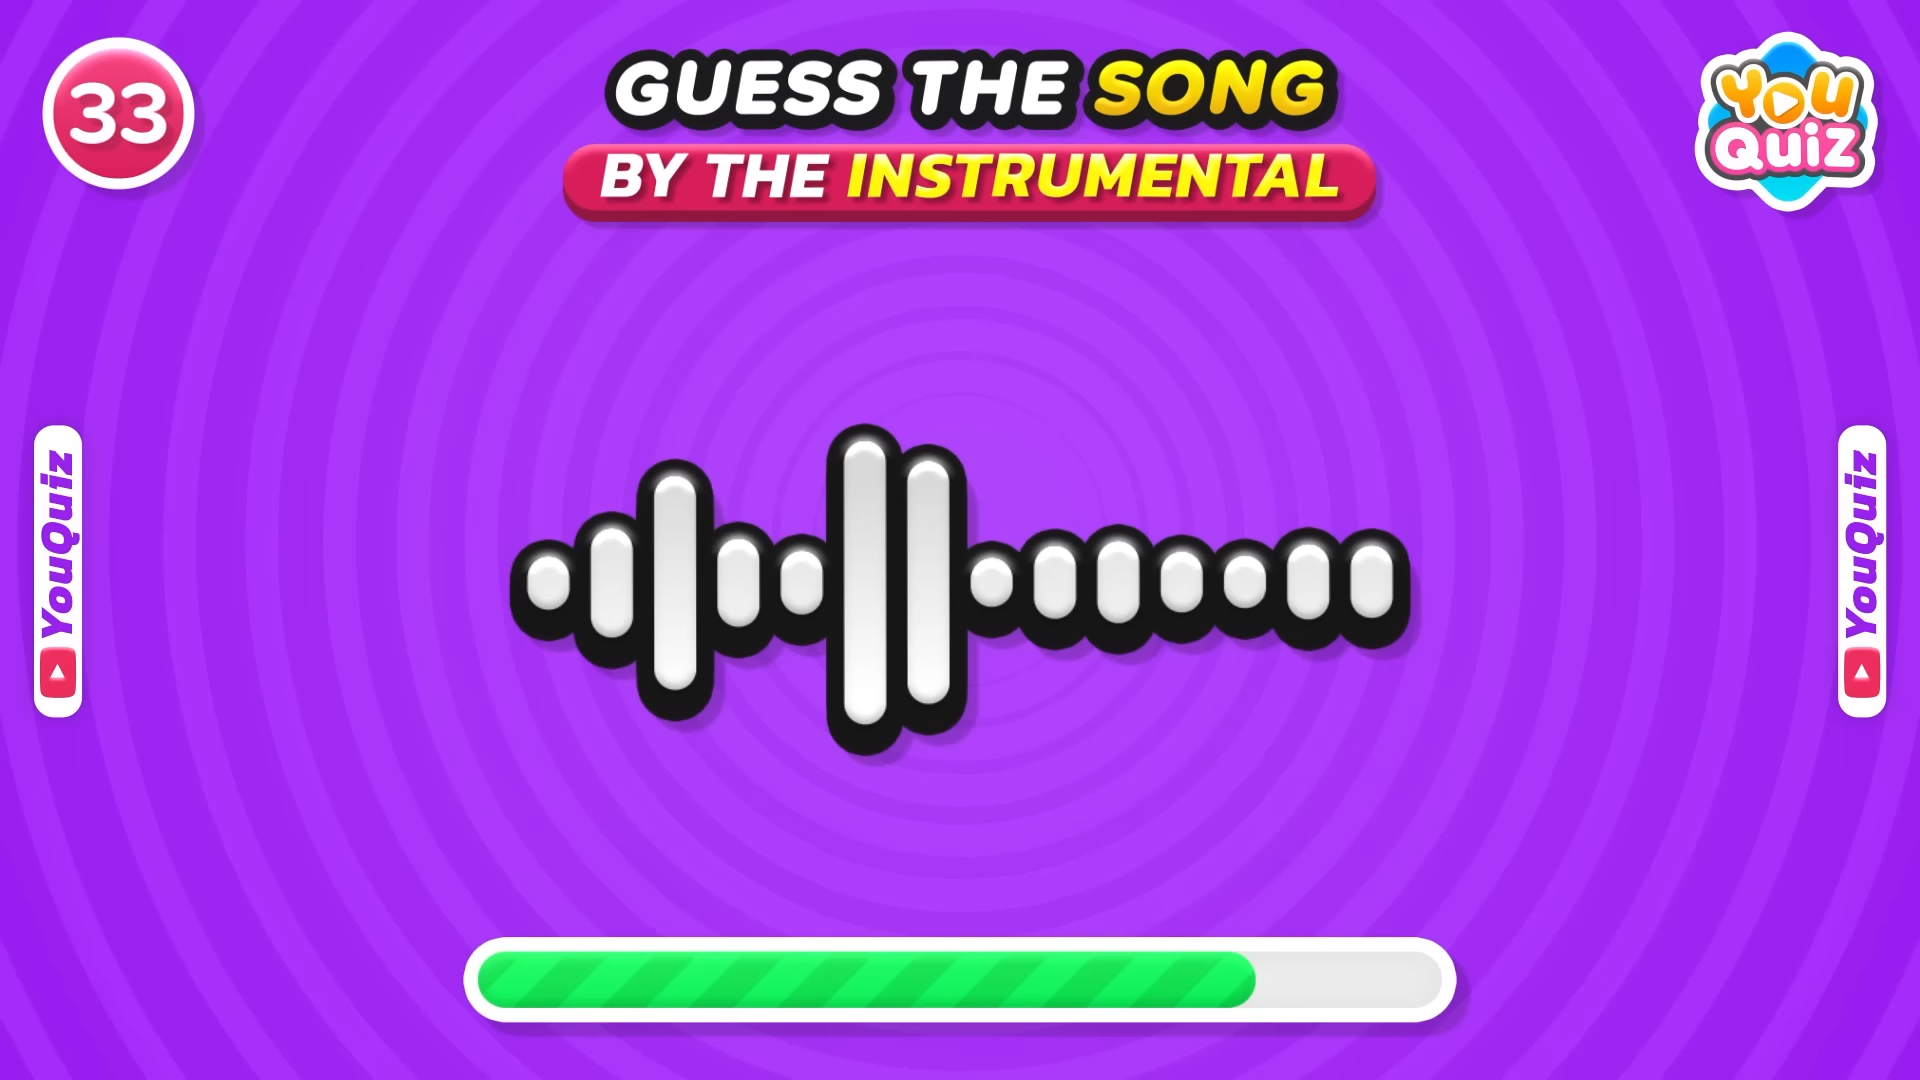 33
GUESS THE SONG
BY THE INSTRUMENTAL
You
Quiz
YouQuiz
YouQuiz